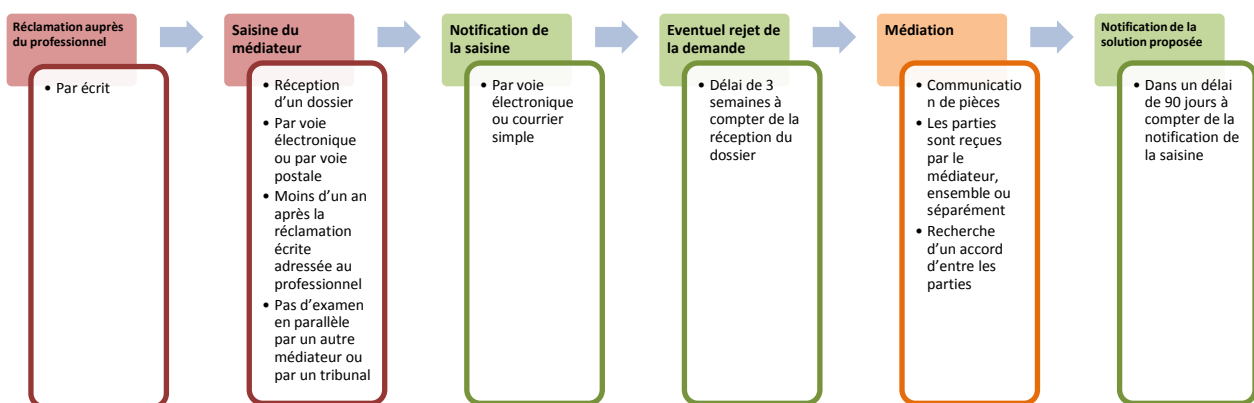 Réclamation auprès
du professionnel
• Par écrit
Saisine du
médiateur
• Réception
d'un dossier
• Par voie
électronique
ou par voie
postale
• Moins d'un an
après la
réclamation
écrite
adressée au
professionnel
• Pas d'examen
en parallèle
par un autre
médiateur ou
par un tribunal
Notification de
la saisine
• Par voie
électronique
ou courrier
simple
Eventuel rejet de
la demande
• Délai de 3
semaines à
compter de la
réception du
dossier
Médiation
• Communicatio
n de pièces
• Les parties
sont reçues
par le
médiateur,
ensemble ou
séparément
• Recherche
d'un accord
d'entre les
parties
Notification de la
solution proposée
• Dans un délai
de 90 jours à
compter de la
notification de
la saisine